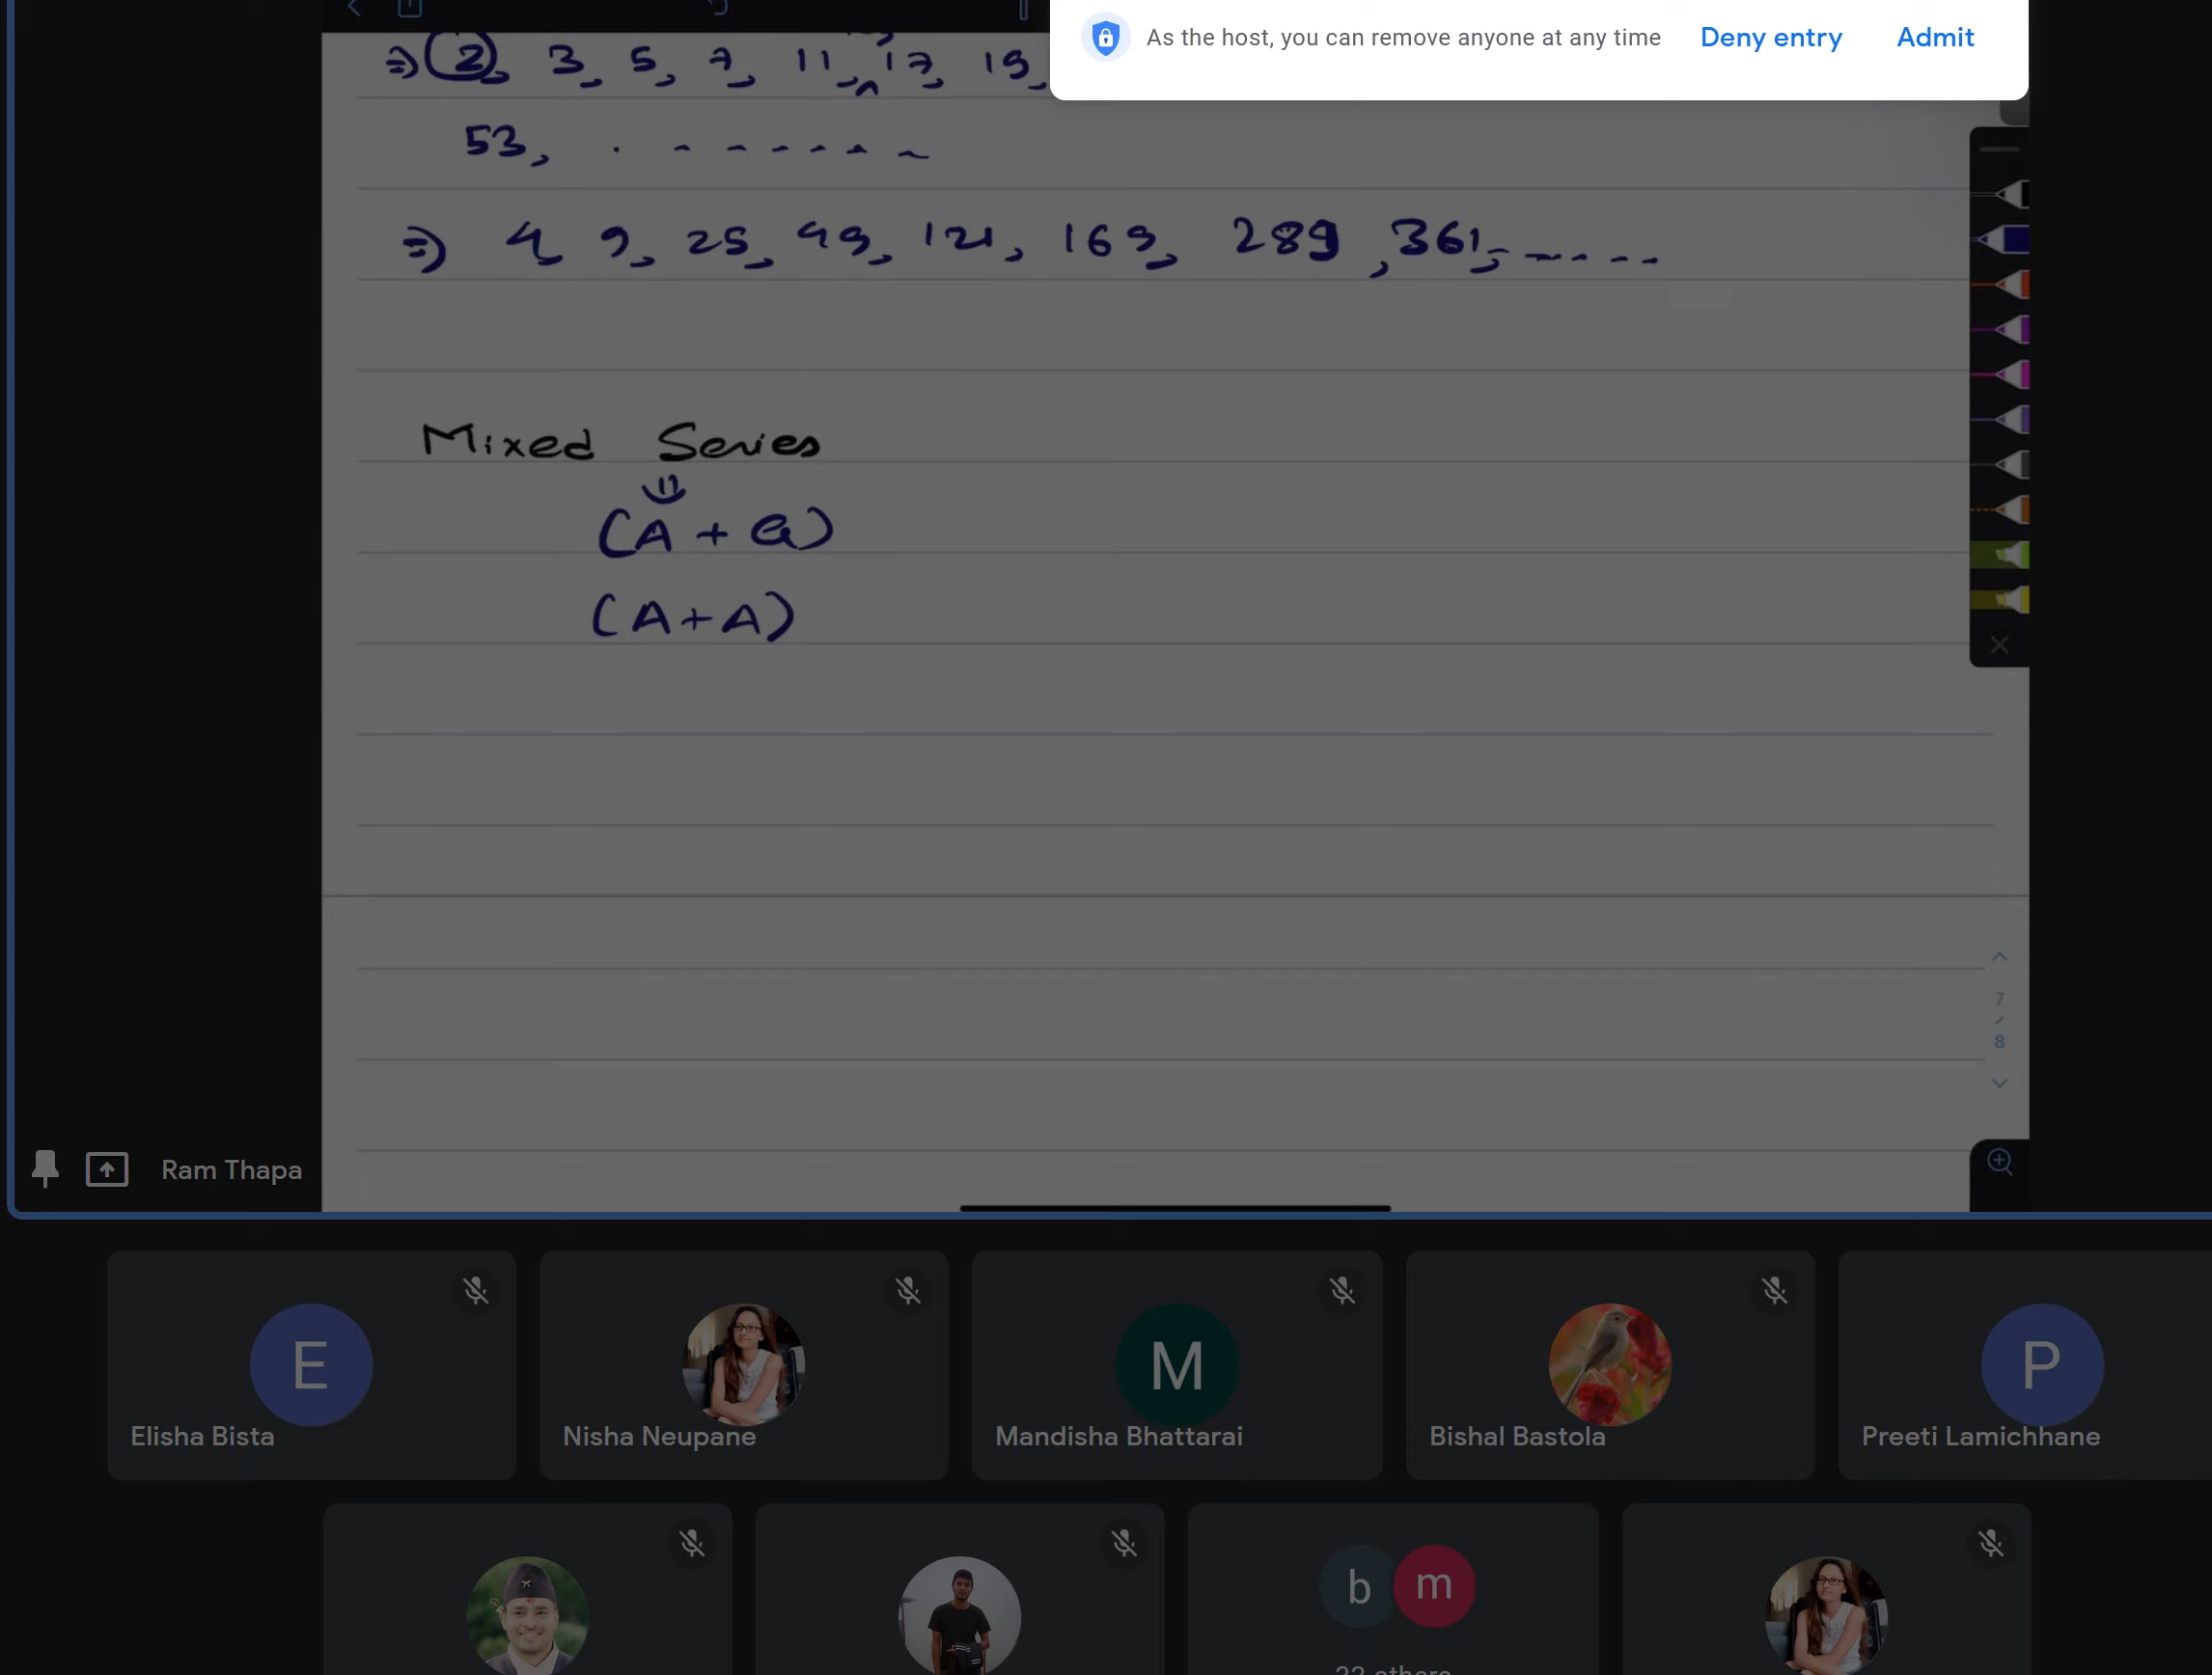 As the host, you can remove anyone at any time Deny entry Admit
⇒ 2, 3, 5, 7, 11, 17, 19,
53, . - - - - - -
⇒ 4, 9, 25, 49, 121, 169, 289, 361, - - - - -
Mixed Series
⇓
(A + G)
(A+A)
7
/
8
Ram Thapa
E M P
Elisha Bista Nisha Neupane Mandisha Bhattarai Bishal Bastola Preeti Lamichhane
b m